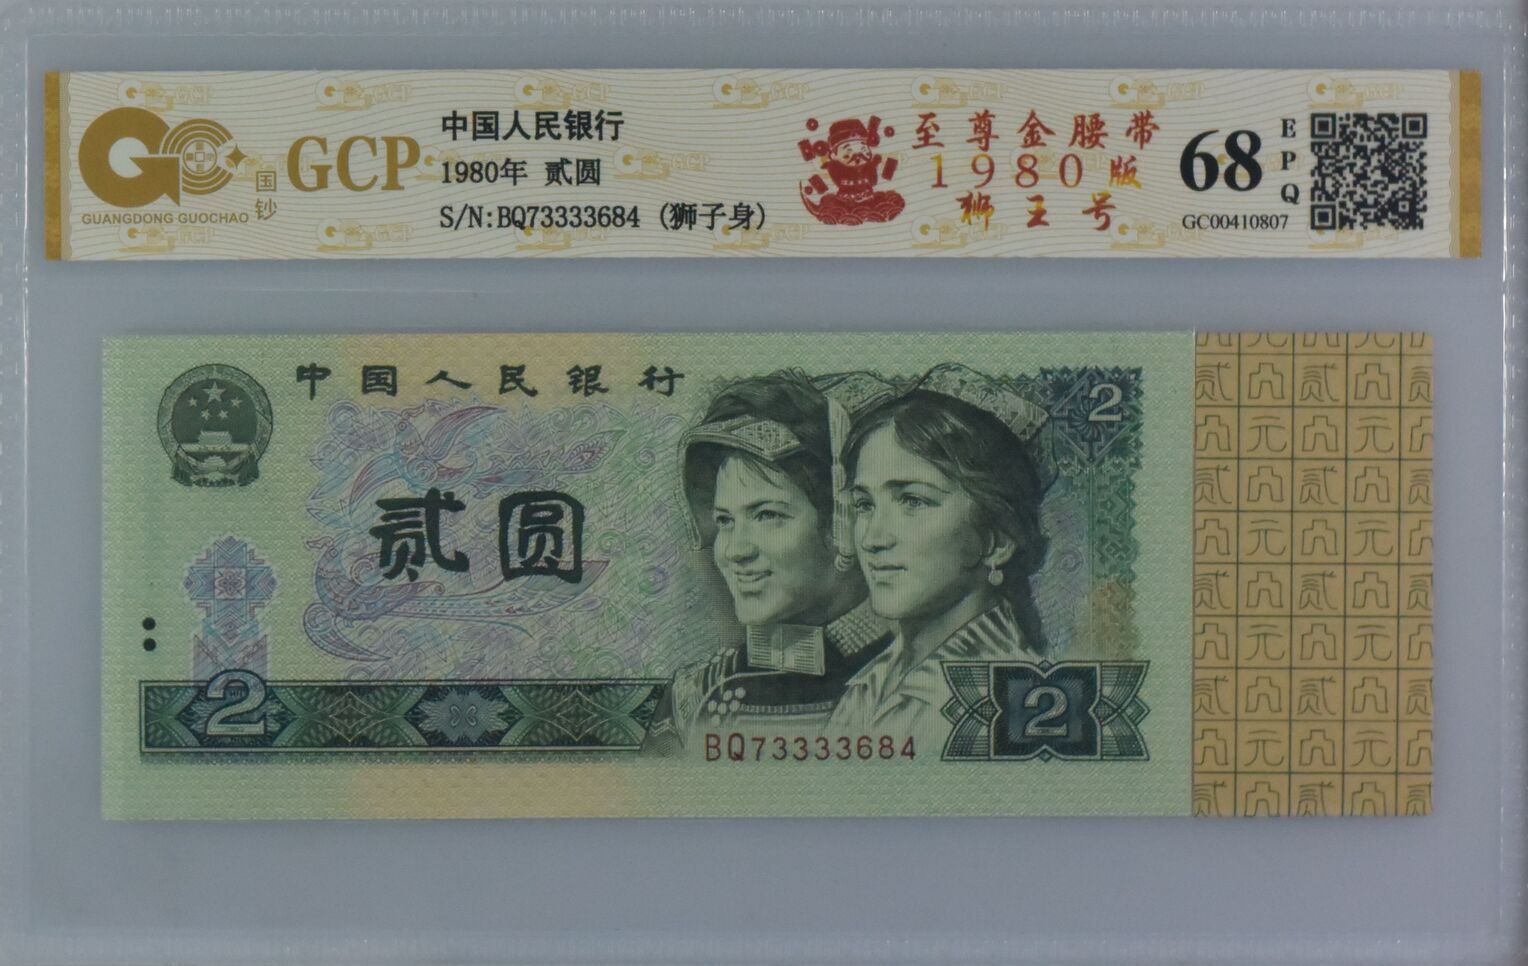 GCP
国钞
GUANGDONG GUOCHAO
中国人民银行
1980年 贰圆
S/N:BQ73333684 (狮子身)
至尊金腰带
1980版
狮王号
68
EPQ
GC00410807
中国人民银行
2
贰圆
2
BQ73333684
2